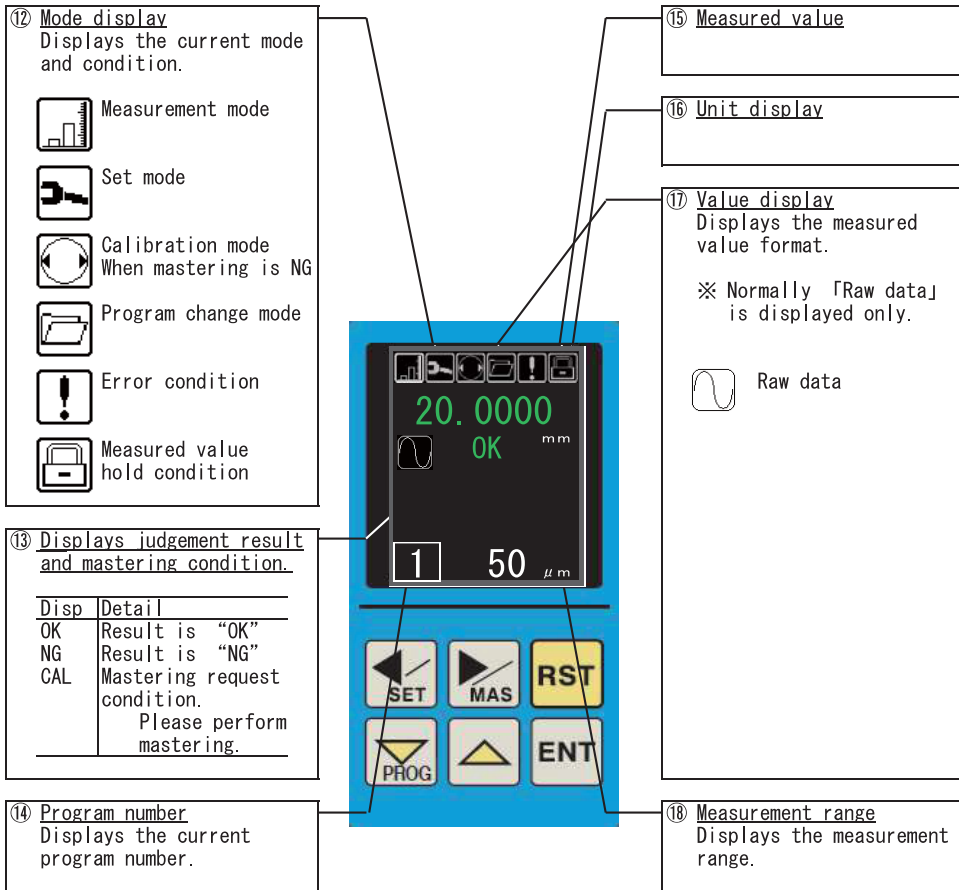 ⑫ Mode display
Displays the current mode
and condition.
Measurement mode
Set mode
Calibration mode
When mastering is NG
Program change mode
Error condition
Measured value
hold condition
⑬ Displays judgement result
and mastering condition.
Disp Detail
OK Result is “OK”
NG Result is “NG”
CAL Mastering request
condition.
Please perform
mastering.
⑭ Program number
Displays the current
program number.
20.0000
mm
OK
1 50 μm
SET
MAS
RST
PROG
ENT
⑮ Measured value
⑯ Unit display
⑰ Value display
Displays the measured
value format.
※ Normally 「Raw data」
is displayed only.
Raw data
⑱ Measurement range
Displays the measurement
range.